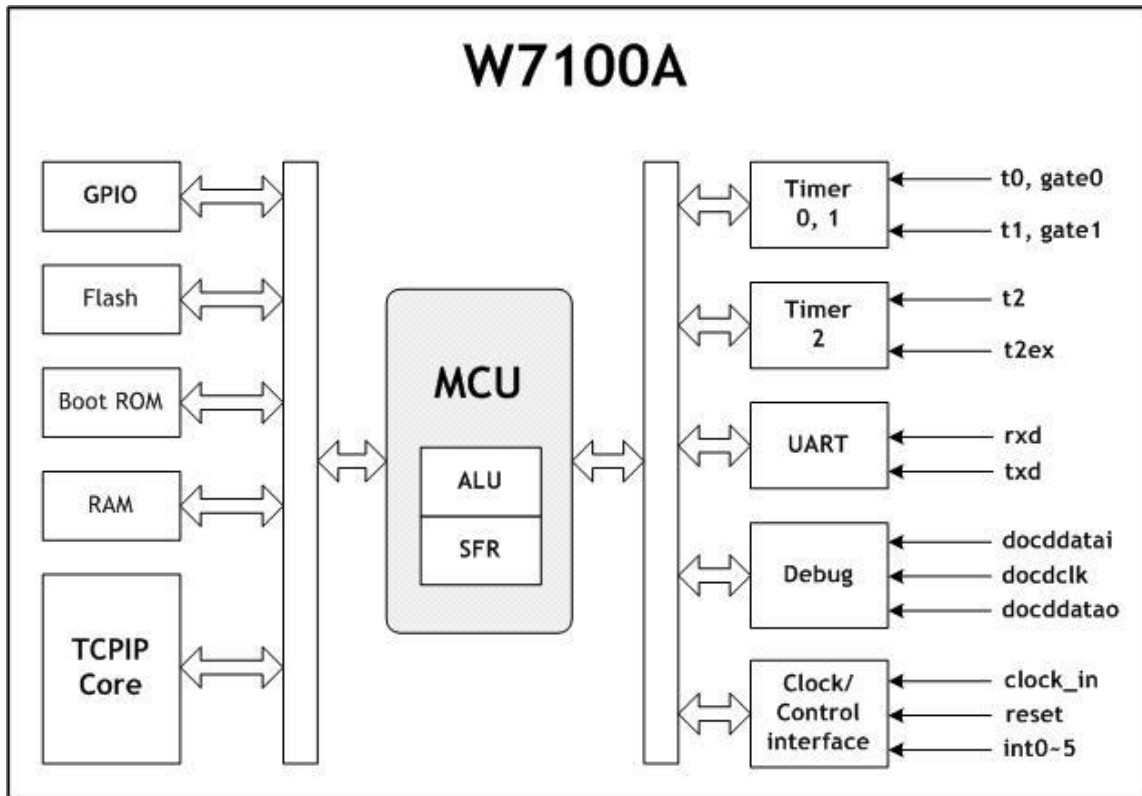 W7100A
GPIO
Flash
Boot ROM
RAM
TCPIP
Core
MCU
ALU
SFR
Timer
0, 1
t0, gate0
t1, gate1
Timer
2
t2
t2ex
UART
rxd
txd
Debug
docddatai
docdclk
docddatao
Clock/
Control
interface
clock_in
reset
int0~5